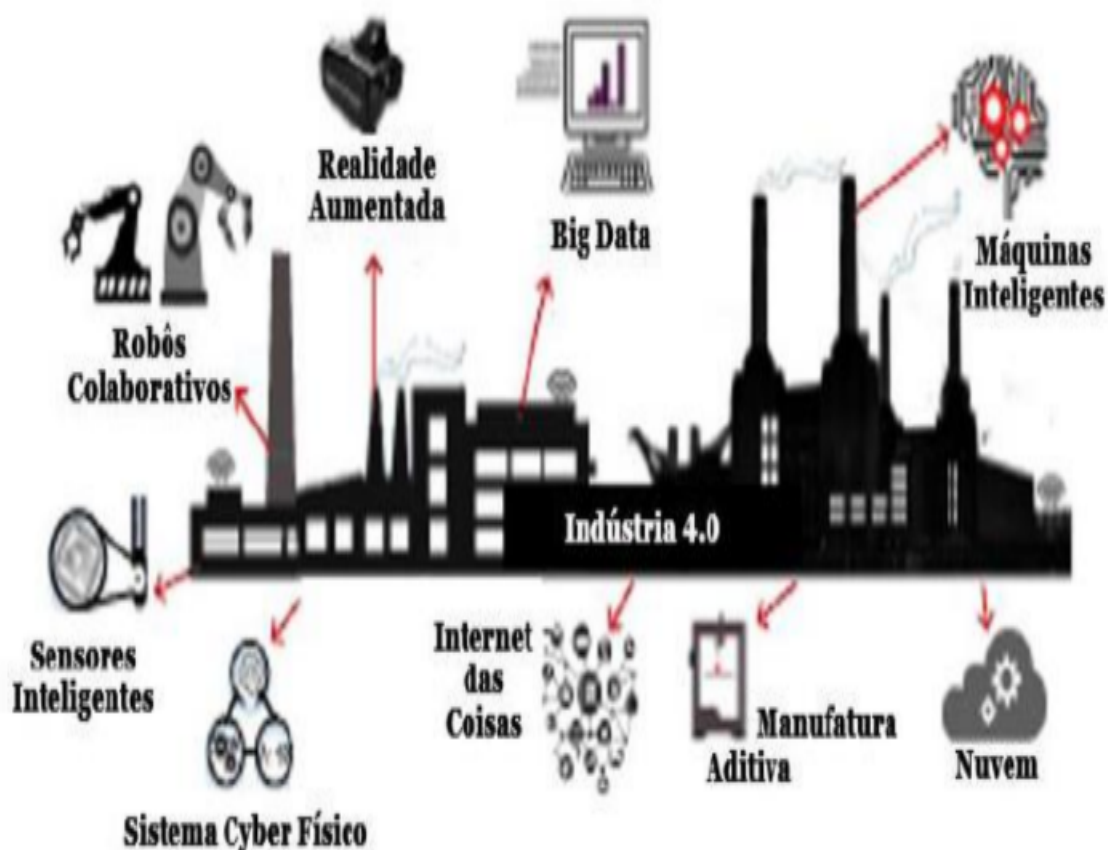 Realidade
Aumentada
Big Data
Máquinas
Inteligentes
Robôs
Colaborativos
Indústria 4.0
Sensores
Inteligentes
Internet
das
Coisas
Manufatura
Aditiva
Nuvem
Sistema Cyber Físico